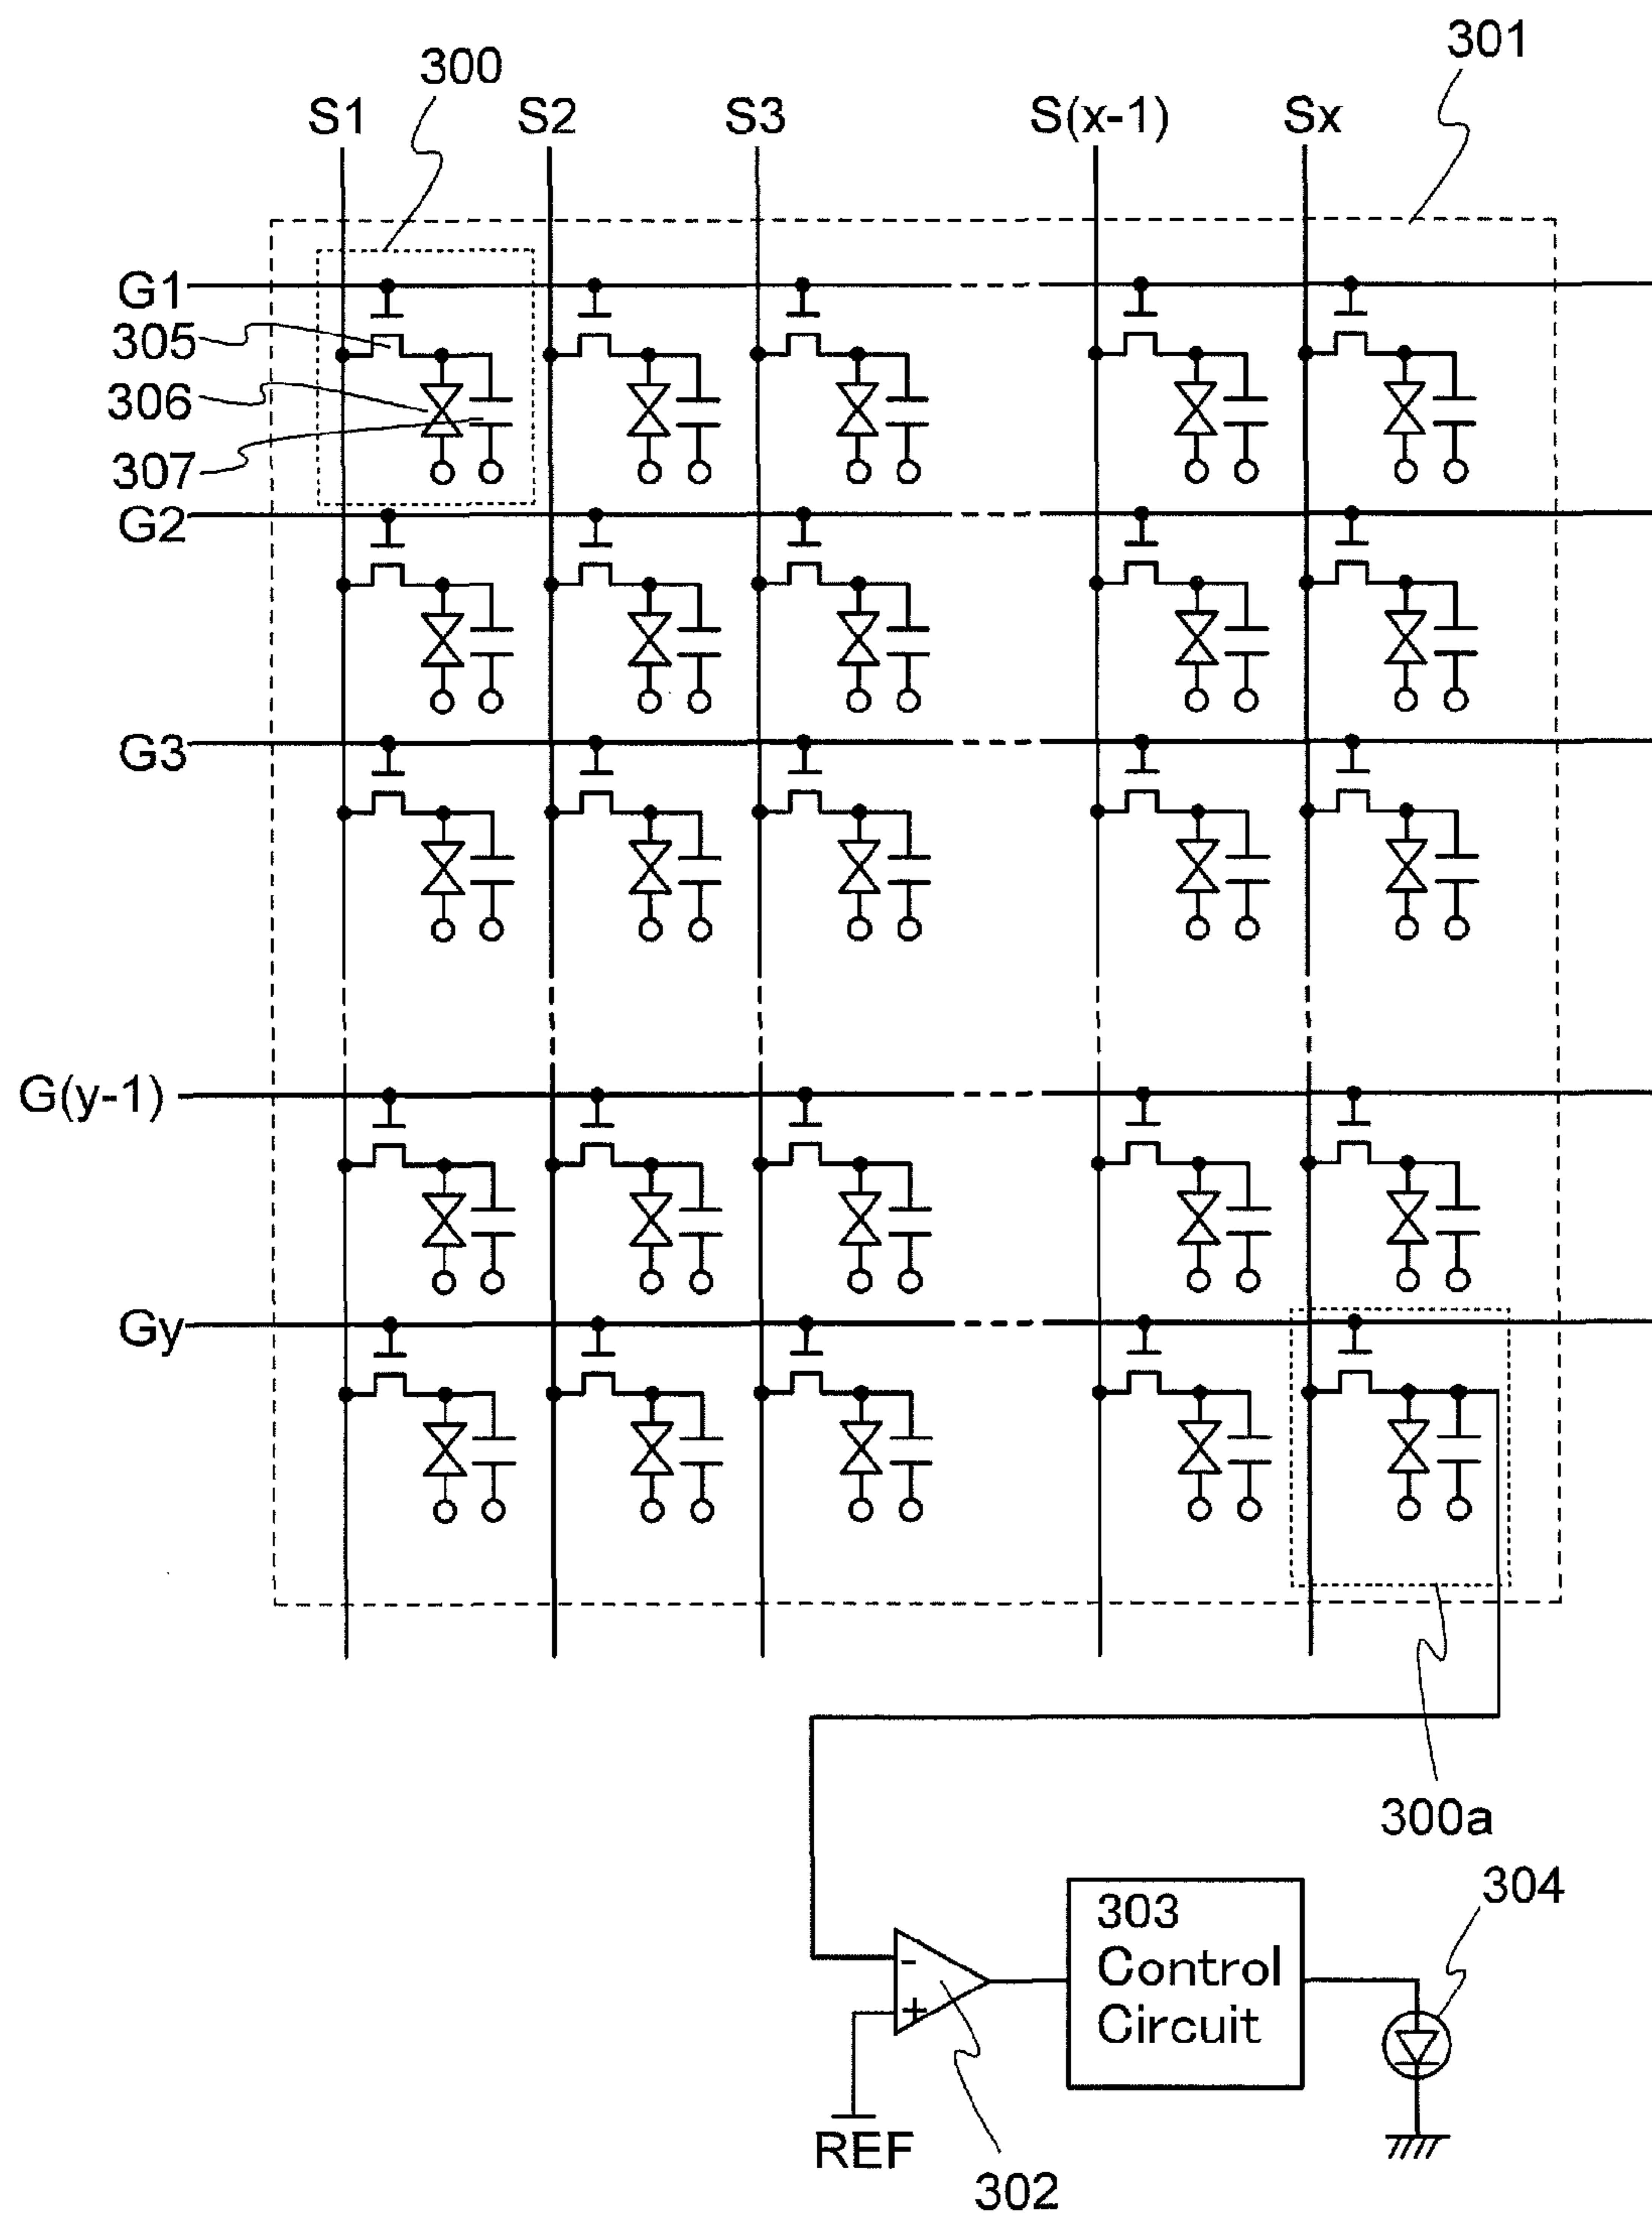 301
300
S1 S2 S3 S(x-1) Sx
G1
305
306
307
G2
G3
G(y-1)
Gy
300a
304
303
Control
Circuit
-
+
REF
302